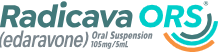 Radicava ORS®
(edaravone) Oral Suspension
105mg/5mL